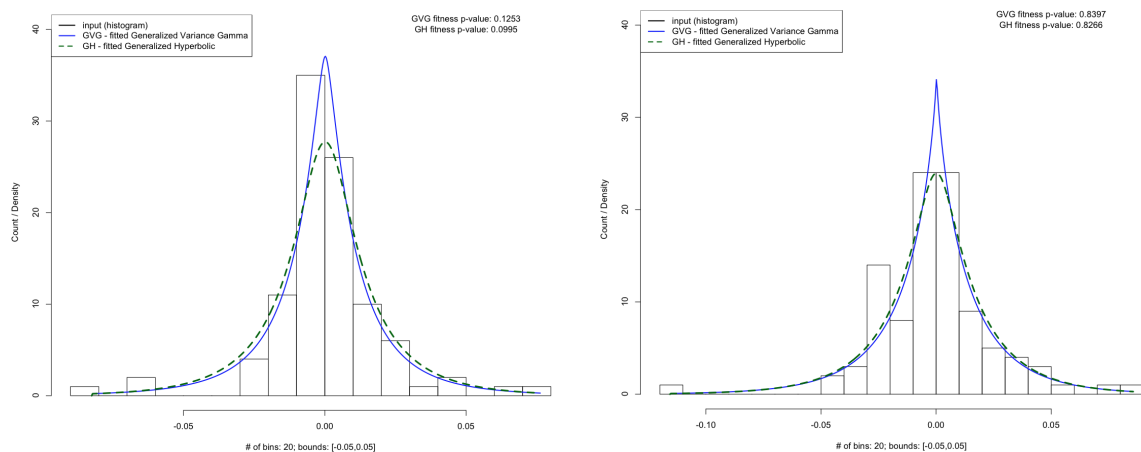 GVG fitness p-value: 0.1253
GH fitness p-value: 0.0995
input (histogram)
GVG - fitted Generalized Variance Gamma
GH - fitted Generalized Hyperbolic
Count / Density
40
30
20
10
0
-0.05
0.00
0.05
# of bins: 20; bounds: [-0.05,0.05]
GVG fitness p-value: 0.8397
GH fitness p-value: 0.8266
input (histogram)
GVG - fitted Generalized Variance Gamma
GH - fitted Generalized Hyperbolic
Count / Density
40
30
20
10
0
-0.10
-0.05
0.00
0.05
# of bins: 20; bounds: [-0.05,0.05]